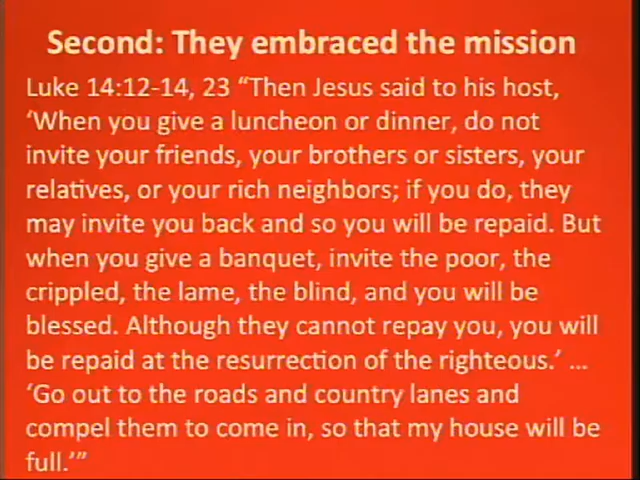 Second: They embraced the mission
Luke 14:12-14, 23 “Then Jesus said to his host,
‘When you give a luncheon or dinner, do not
invite your friends, your brothers or sisters, your
relatives, or your rich neighbors; if you do, they
may invite you back and so you will be repaid. But
when you give a banquet, invite the poor, the
crippled, the lame, the blind, and you will be
blessed. Although they cannot repay you, you will
be repaid at the resurrection of the righteous.’ ...
‘Go out to the roads and country lanes and
compel them to come in, so that my house will be
full.’”